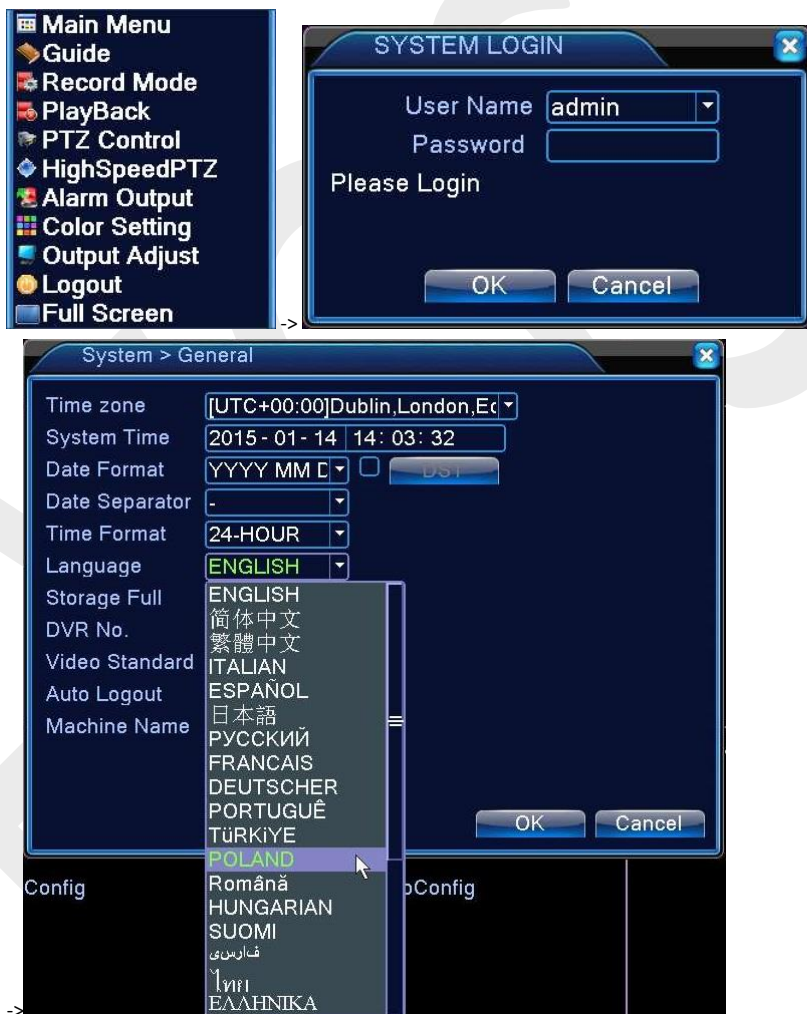 Main Menu
Guide
Record Mode
PlayBack
PTZ Control
HighSpeedPTZ
Alarm Output
Color Setting
Output Adjust
Logout
Full Screen
->
SYSTEM LOGIN
User Name admin
Password
Please Login
OK Cancel
->
System > General
Time zone [UTC+00:00]Dublin,London,Ed
System Time 2015-01-14 14:03:32
Date Format YYYY MM D DST
Date Separator -
Time Format 24-HOUR
Language ENGLISH
Storage Full
DVR No.
Video Standard
Auto Logout
Machine Name
ENGLISH
简体中文
繁體中文
ITALIAN
ESPAÑOL
日本語
РУССКИЙ
FRANCAIS
DEUTSCHER
PORTUGUÊ
TüRKiYE
POLAND
Română
HUNGARIAN
SUOMI
فارسی
ไทย
ΕΛΛΗΝΙΚΑ
OK Cancel
Config
oConfig